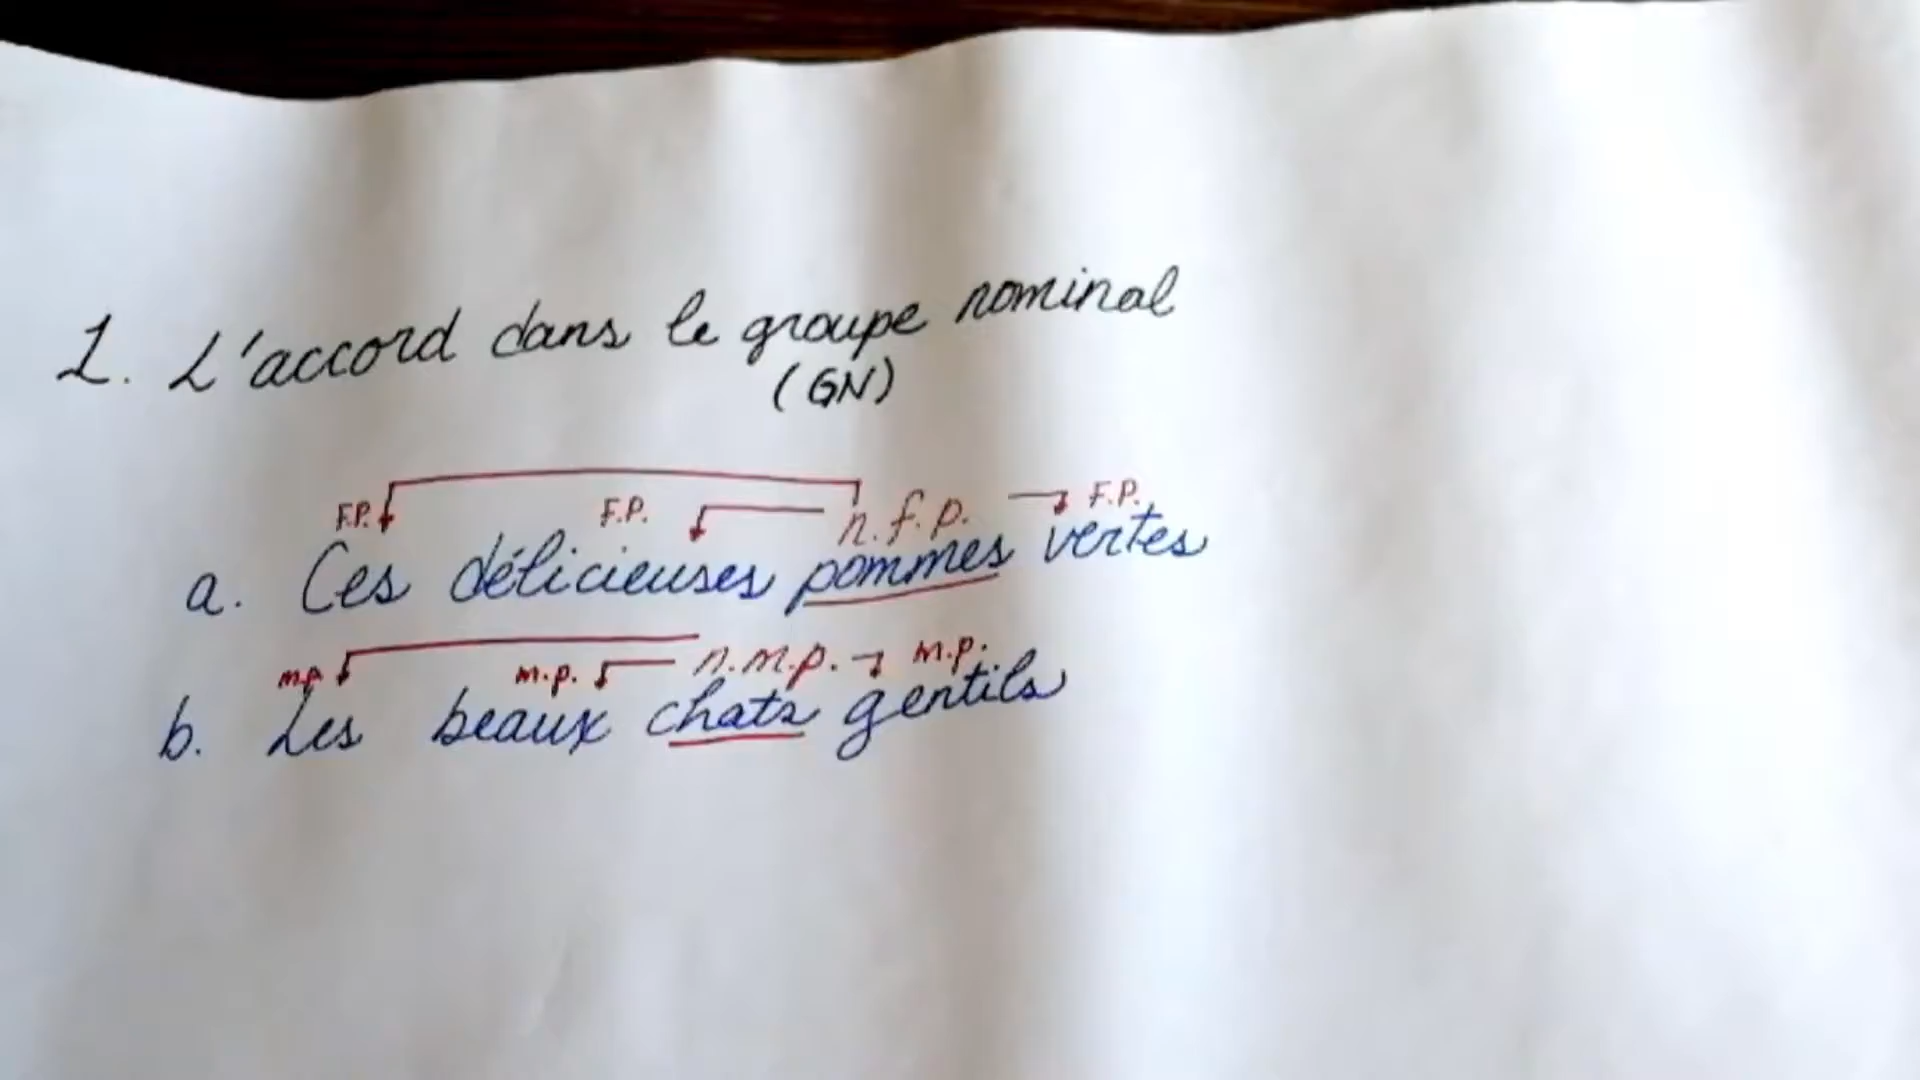 1. L'accord dans le groupe nominal
(GN)
F.P. F.P. n.f.p. F.P.
a. Ces délicieuses pommes vertes
m.p. m.p. n.m.p. m.p.
b. Les beaux chats gentils